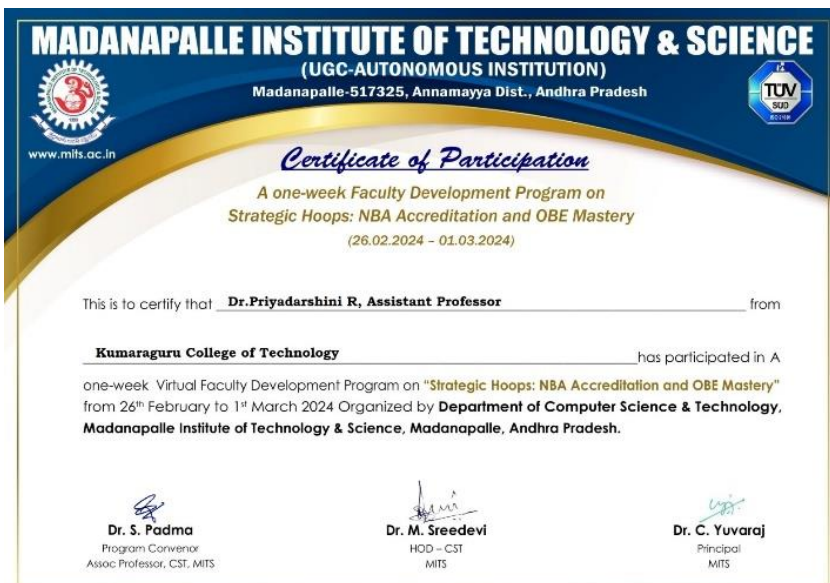 MADANAPALLE INSTITUTE OF TECHNOLOGY & SCIENCE
(UGC-AUTONOMOUS INSTITUTION)
Madanapalle-517325, Annamayya Dist., Andhra Pradesh
TÜV
SUD
www.mits.ac.in
Certificate of Participation
A one-week Faculty Development Program on
Strategic Hoops: NBA Accreditation and OBE Mastery
(26.02.2024 – 01.03.2024)
This is to certify that Dr.Priyadarshini R, Assistant Professor from
Kumaraguru College of Technology has participated in A
one-week Virtual Faculty Development Program on "Strategic Hoops: NBA Accreditation and OBE Mastery"
from 26th February to 1st March 2024 Organized by Department of Computer Science & Technology,
Madanapalle Institute of Technology & Science, Madanapalle, Andhra Pradesh.
Dr. S. Padma
Program Convenor
Assoc Professor, CST, MITS
Dr. M. Sreedevi
HOD – CST
MITS
Dr. C. Yuvaraj
Principal
MITS